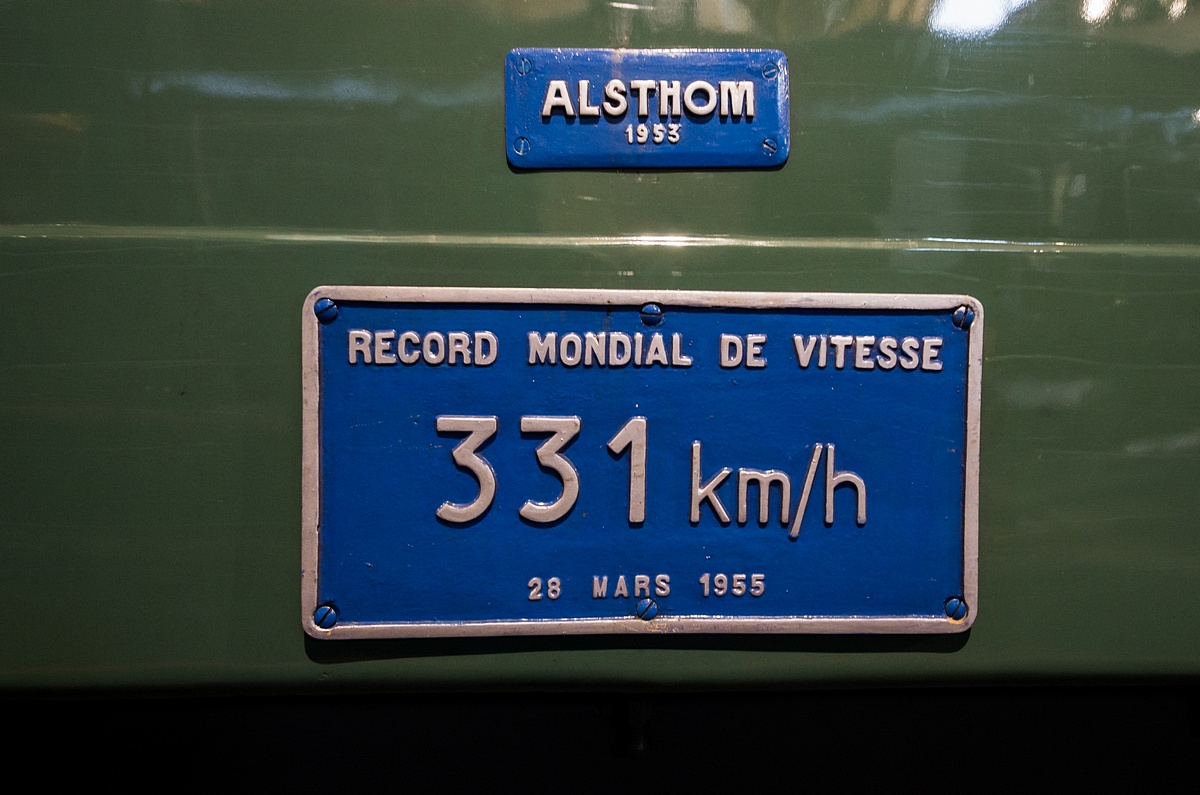 ALSTHOM
1953
RECORD MONDIAL DE VITESSE
331 km/h
28 MARS 1955